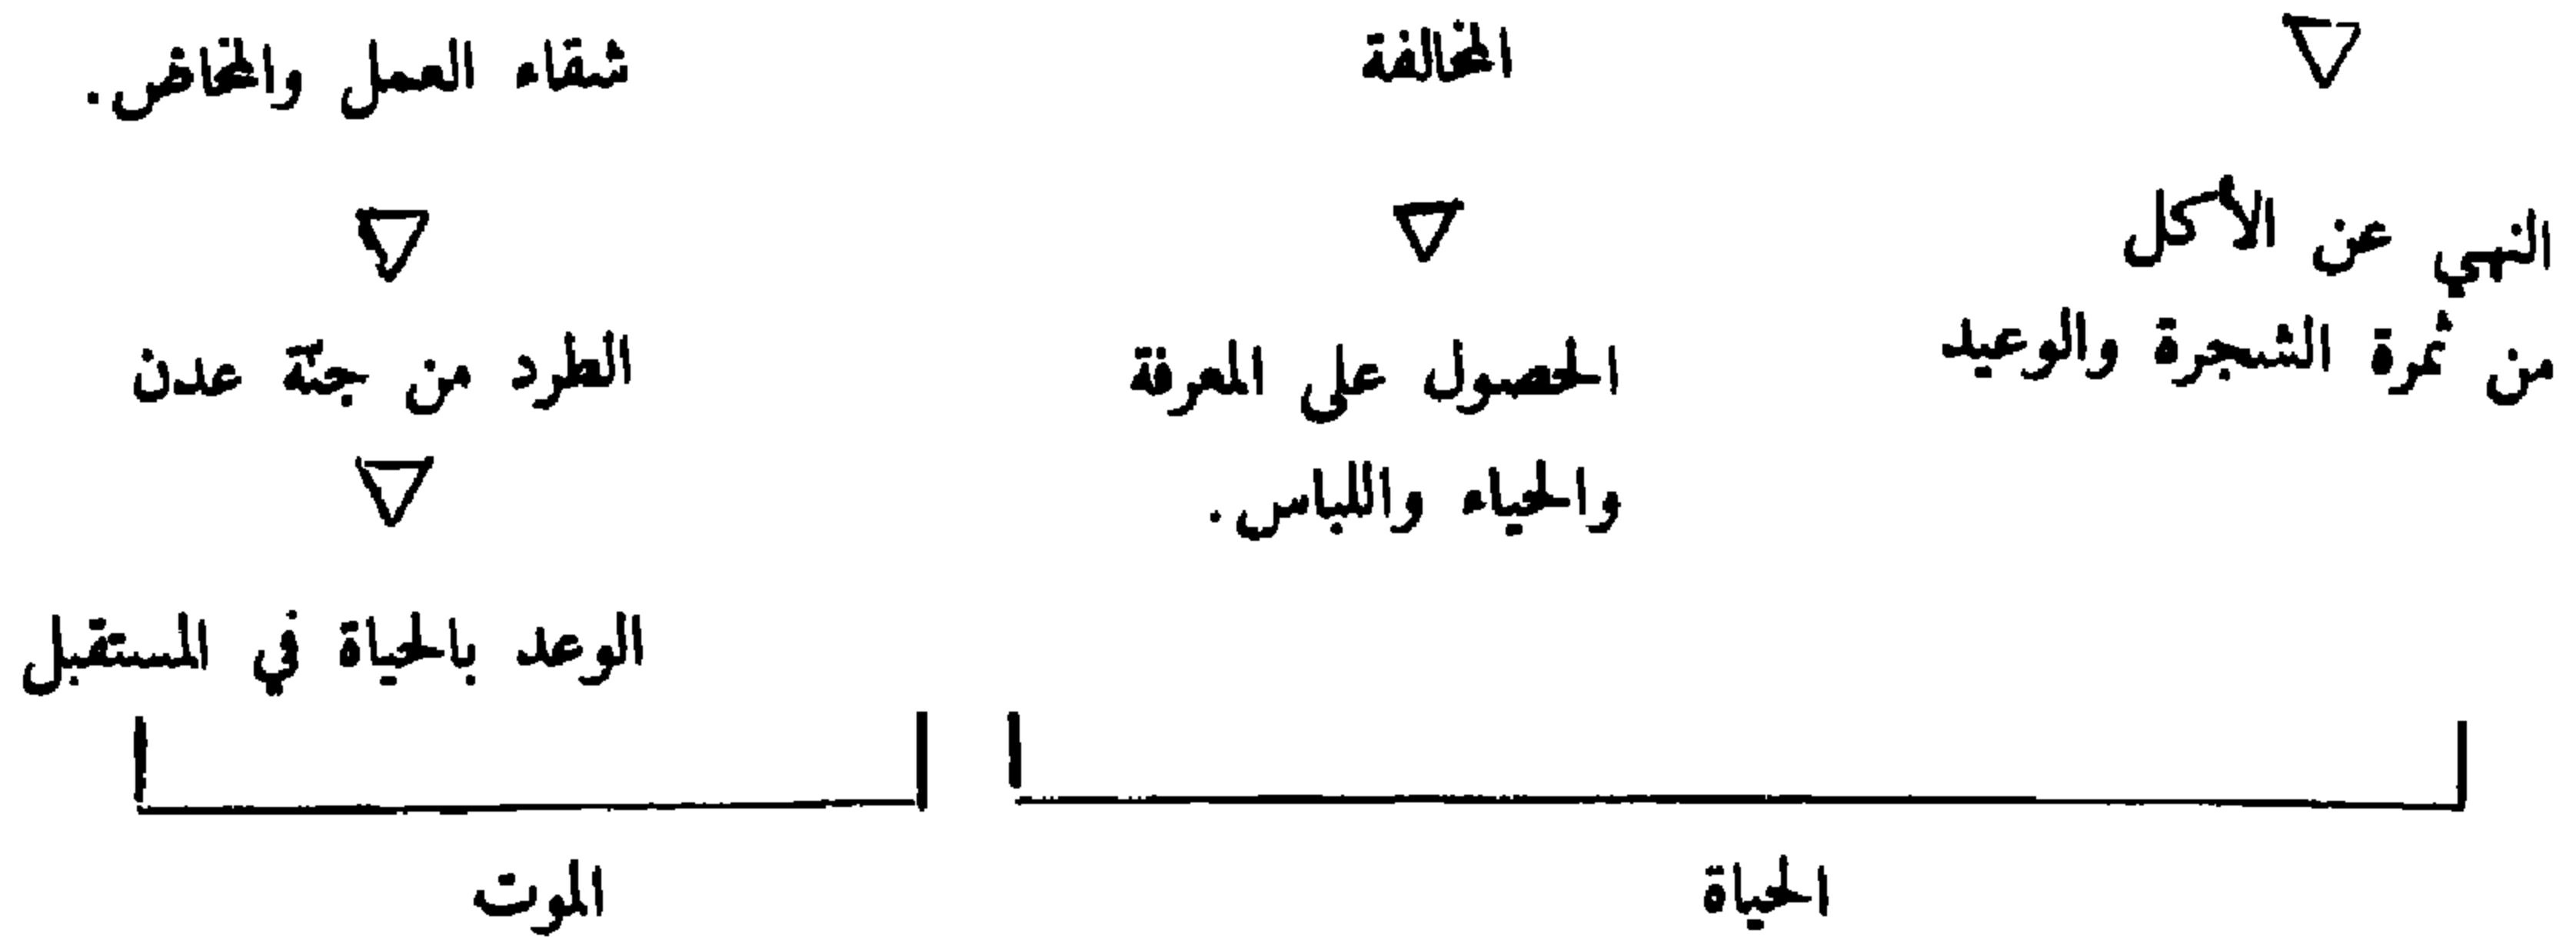 النهي عن الأكل
من ثمرة الشجرة والوعيد
المخالفة
الحصول على المعرفة
والحياء واللباس.
شقاء العمل والمخاض.
الطرد من جنّة عدن
الوعد بالحياة في المستقبل
الحياة
الموت